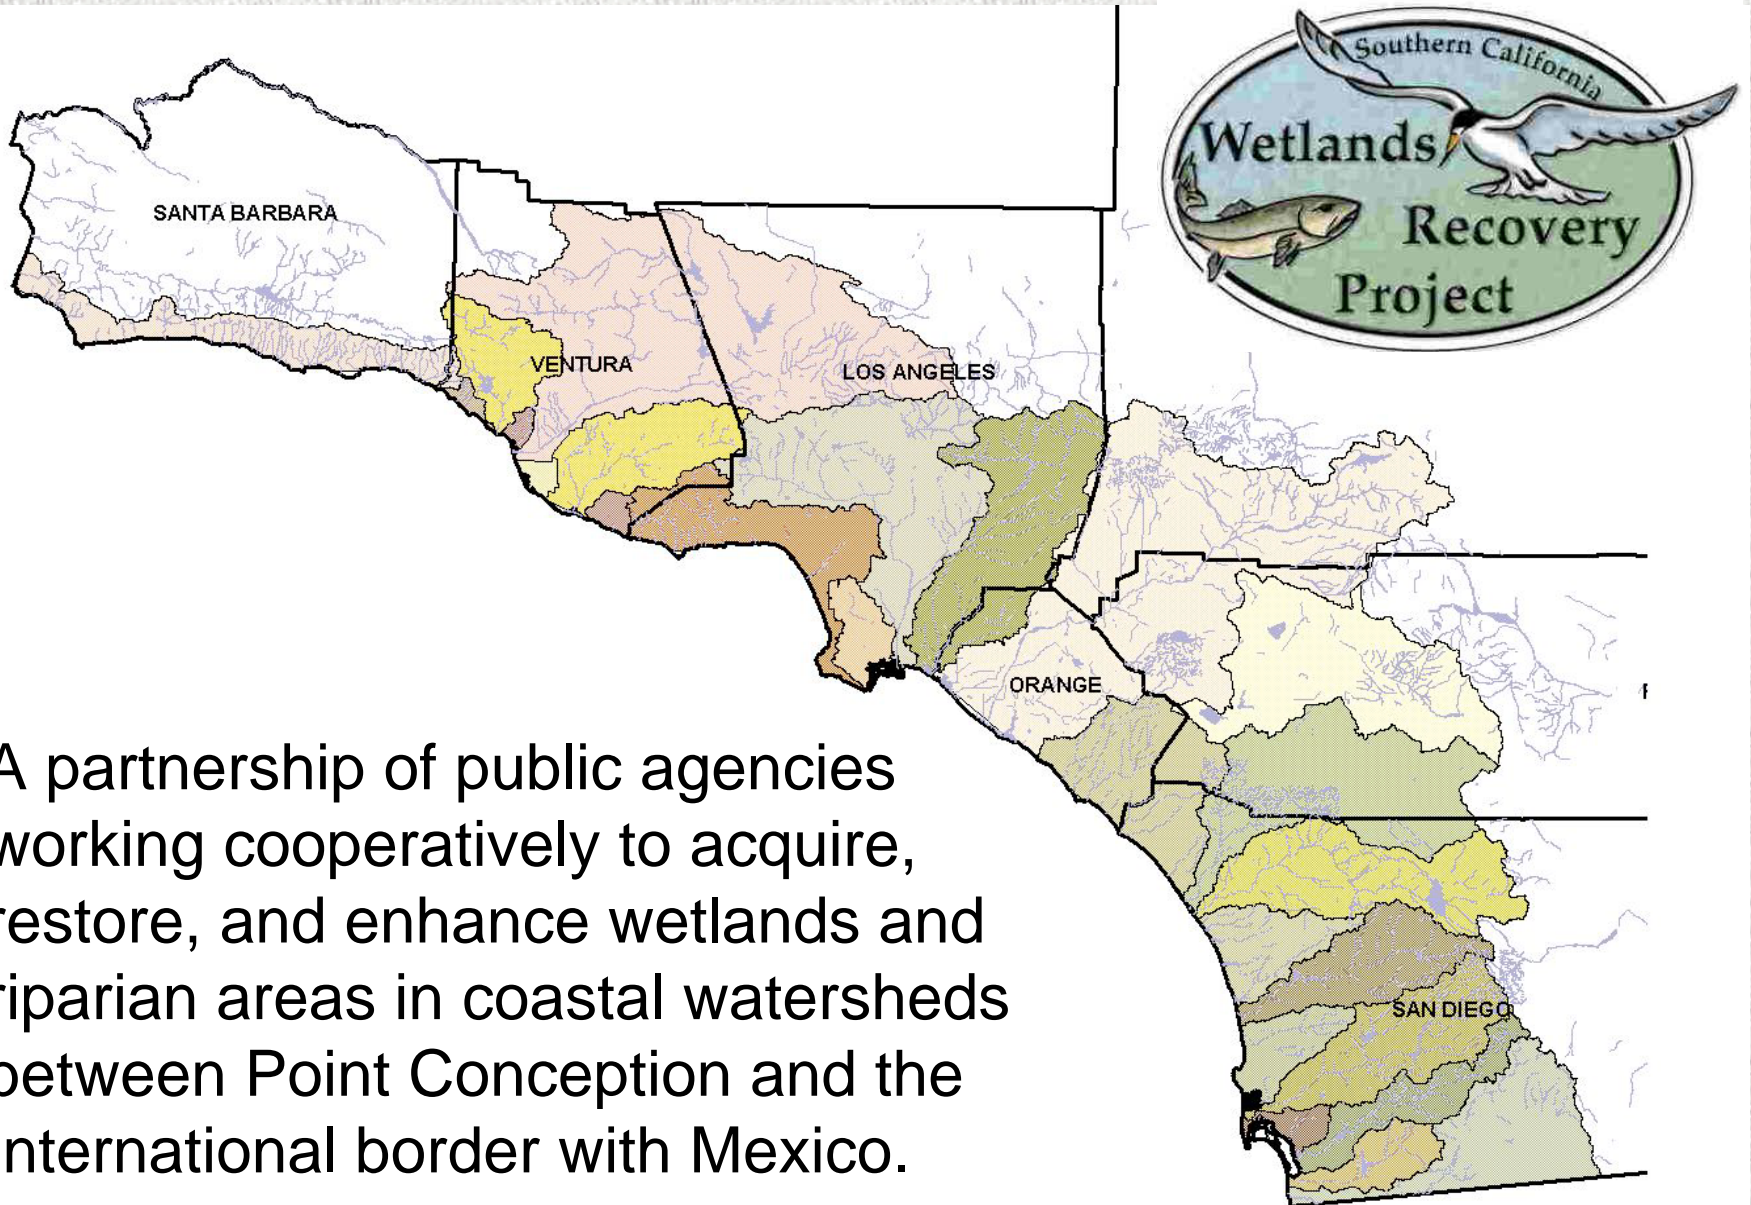 Southern California
Wetlands
Recovery
Project
SANTA BARBARA
VENTURA
LOS ANGELES
ORANGE
SAN DIEGO
A partnership of public agencies
working cooperatively to acquire,
restore, and enhance wetlands and
riparian areas in coastal watersheds
between Point Conception and the
international border with Mexico.